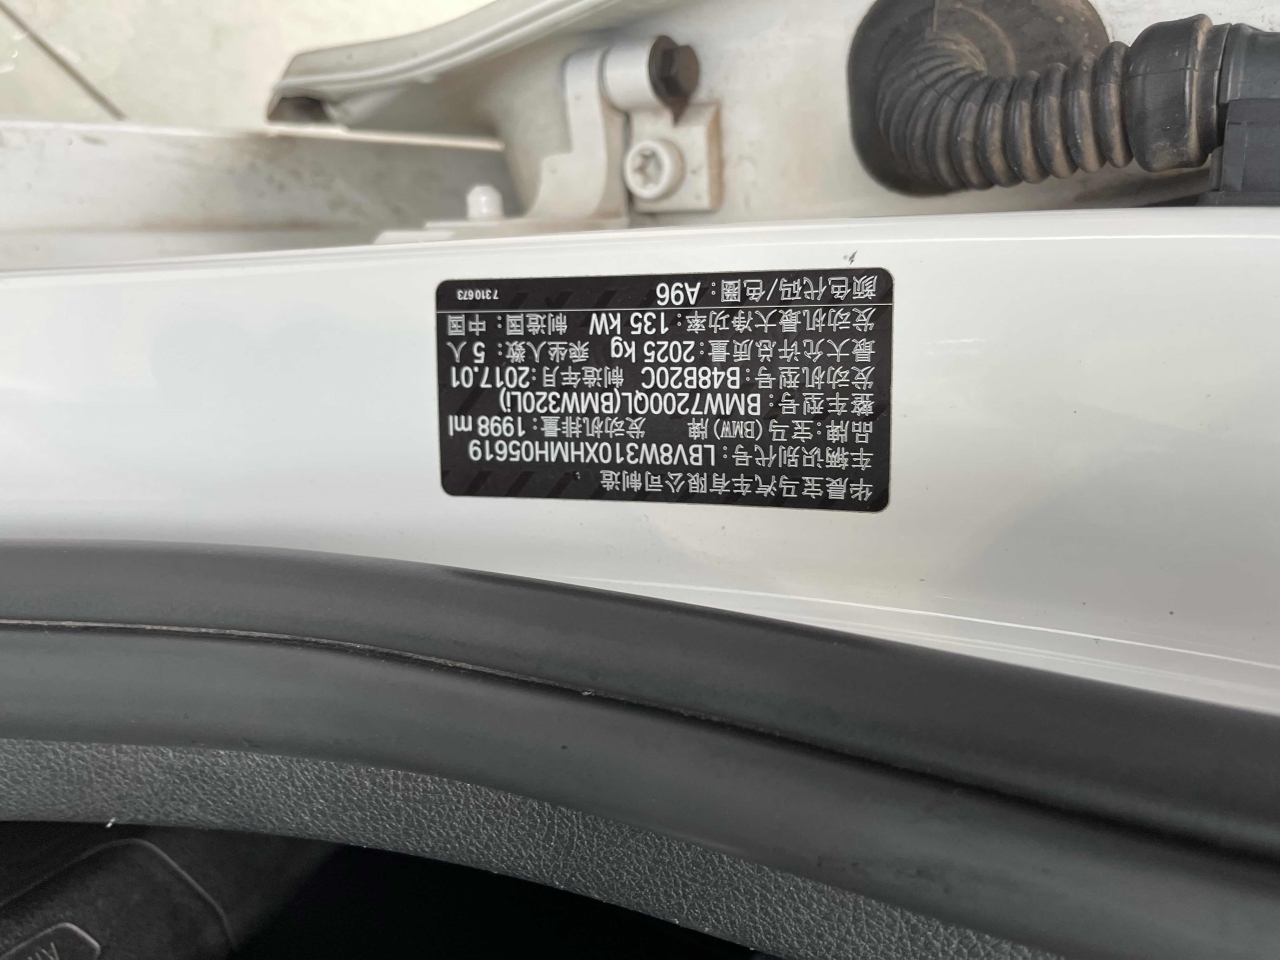 华晨宝马汽车有限公司制造
车辆识别代号:LBV8W310XHMH05619
品牌:宝马(BMW)牌 发动机排量:1998 ml
整车型号:BMW7200QL(BMW320Li)
发动机型号:B48B20C 制造年月:2017.01
最大允许总质量:2025 kg 乘坐人数:5 人
发动机最大净功率:135 kW 制造国:中国
颜色代码/色圈:A96 7310673